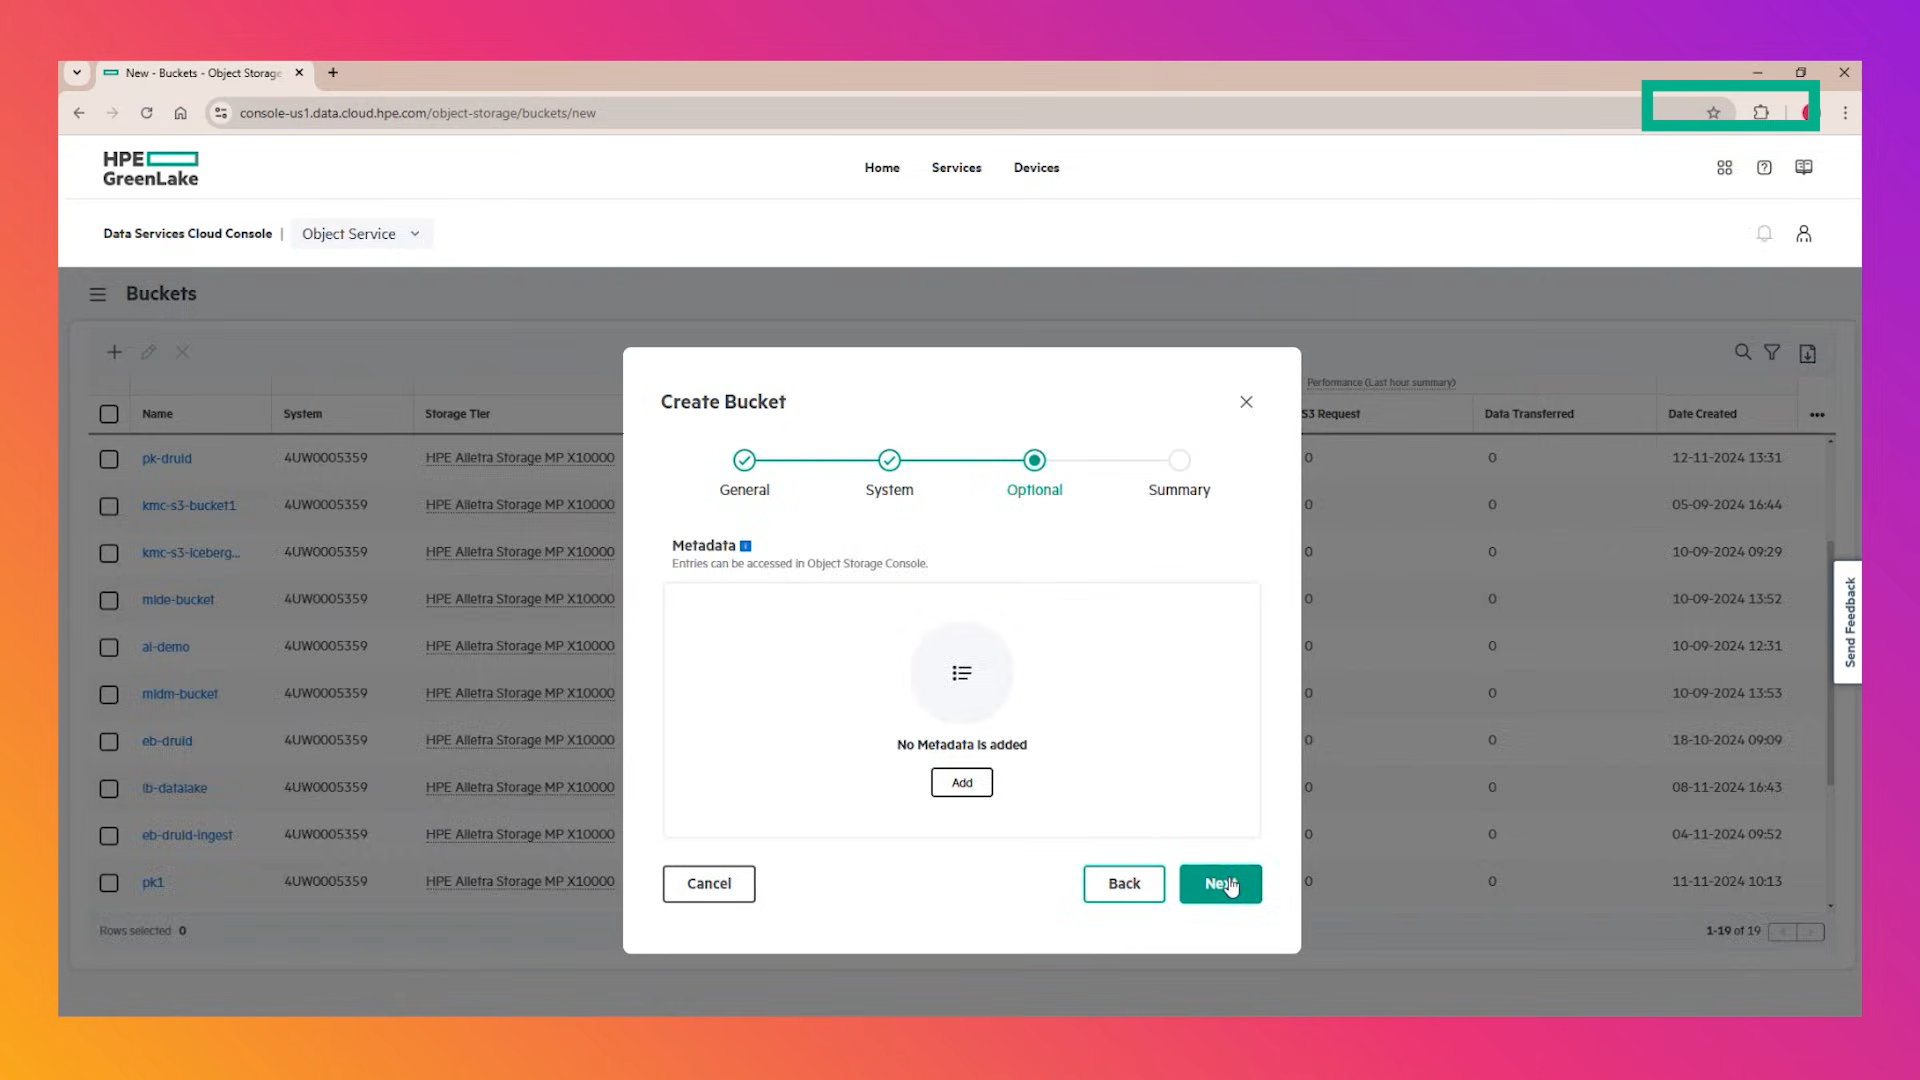 New - Buckets - Object Storage
console-us1.data.cloud.hpe.com/object-storage/buckets/new
HPE
GreenLake
Home Services Devices
Data Services Cloud Console | Object Service
Buckets
Performance (Last hour summary)
Name System Storage Tier S3 Request Data Transferred Date Created
pk-druid 4UW0005359 HPE Alletra Storage MP X10000 0 0 12-11-2024 13:31
kmc-s3-bucket1 4UW0005359 HPE Alletra Storage MP X10000 0 0 05-09-2024 16:44
kmc-s3-iceberg... 4UW0005359 HPE Alletra Storage MP X10000 0 0 10-09-2024 09:29
mlde-bucket 4UW0005359 HPE Alletra Storage MP X10000 0 0 10-09-2024 13:52
ai-demo 4UW0005359 HPE Alletra Storage MP X10000 0 0 10-09-2024 12:31
mldm-bucket 4UW0005359 HPE Alletra Storage MP X10000 0 0 10-09-2024 13:53
eb-druid 4UW0005359 HPE Alletra Storage MP X10000 0 0 18-10-2024 09:09
lb-datalake 4UW0005359 HPE Alletra Storage MP X10000 0 0 08-11-2024 16:43
eb-druid-ingest 4UW0005359 HPE Alletra Storage MP X10000 0 0 04-11-2024 09:52
pk1 4UW0005359 HPE Alletra Storage MP X10000 0 0 11-11-2024 10:13
Rows selected 0
1-19 of 19
Send Feedback
Create Bucket
General System Optional Summary
Metadata
Entries can be accessed in Object Storage Console.
No Metadata is added
Add
Cancel Back Next